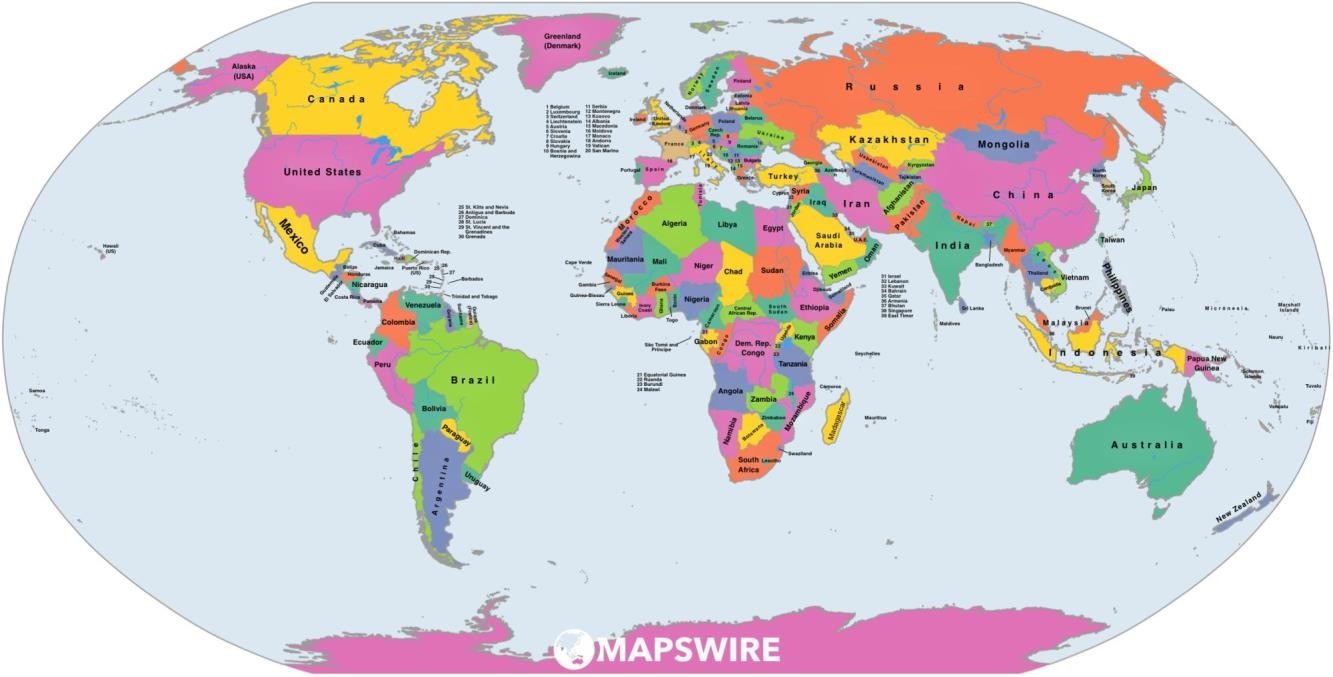 Greenland
(Denmark)
Alaska
(USA)
Canada
Iceland
Russia
Norway
Sweden
Finland
Estonia
Latvia
Lithuania
Denmark
Netherlands
Ireland
United
Kingdom
Germany
Poland
Belarus
Czech
Rep.
Ukraine
France
Romania
Bulgaria
Portugal
Spain
Italy
Greece
1 Belgium
2 Luxembourg
3 Switzerland
4 Liechtenstein
5 Austria
6 Slovenia
7 Croatia
8 Slovakia
9 Hungary
10 Bosnia and
Herzegovina
11 Serbia
12 Montenegro
13 Kosovo
14 Albania
15 Macedonia
16 Moldova
17 Monaco
18 Andorra
19 Vatican
20 San Marino
United States
Mexico
Kazakhstan
Mongolia
Uzbekistan
Kyrgyzstan
Turkmenistan
Tajikistan
Georgia
Azerbaijan
Turkey
Cyprus
Syria
Iraq
Iran
Jordan
Afghanistan
Pakistan
China
North
Korea
South
Korea
Japan
Nepal
India
Bangladesh
Myanmar
Taiwan
Saudi
Arabia
U.A.E.
Oman
Yemen
Laos
Thailand
Vietnam
Cambodia
Philippines
Sri Lanka
Maldives
Brunei
Malaysia
Indonesia
Papua New
Guinea
Palau
Micronesia
Marshall
Islands
Nauru
Kiribati
Solomon
Islands
Tuvalu
Vanuatu
Fiji
Australia
New Zealand
Hawaii
(US)
Samoa
Tonga
25 St. Kitts and Nevis
26 Antigua and Barbuda
27 Dominica
28 St. Lucia
29 St. Vincent and the
Grenadines
30 Grenada
Bahamas
Cuba
Dominican Rep.
Haiti
Jamaica
Puerto Rico
(US)
Barbados
Trinidad and Tobago
Belize
Honduras
Guatemala
El Salvador
Nicaragua
Costa Rica
Panama
Venezuela
Guyana
Suriname
Guyane
(France)
Colombia
Ecuador
Peru
Brazil
Bolivia
Paraguay
Chile
Argentina
Uruguay
Morocco
Western
Sahara
Algeria
Tunisia
Libya
Egypt
Cape Verde
Mauritania
Mali
Niger
Chad
Sudan
Eritrea
Djibouti
Somaliland
Senegal
Gambia
Guinea-Bissau
Guinea
Sierra Leone
Liberia
Ivory
Coast
Burkina
Faso
Ghana
Togo
Benin
Nigeria
Cameroon
Central
African Rep.
South
Sudan
Ethiopia
Somalia
São Tomé and
Príncipe
Gabon
Congo
Dem. Rep.
Congo
Uganda
Kenya
Tanzania
Seychelles
Comoros
Angola
Zambia
Mozambique
Zimbabwe
Namibia
Botswana
Madagascar
Mauritius
Swaziland
Lesotho
South
Africa
21 Equatorial Guinea
22 Ruanda
23 Burundi
24 Malawi
31 Israel
32 Lebanon
33 Kuwait
34 Bahrain
35 Qatar
36 Armenia
37 Bhutan
38 Singapore
39 East Timor
MAPSWIRE